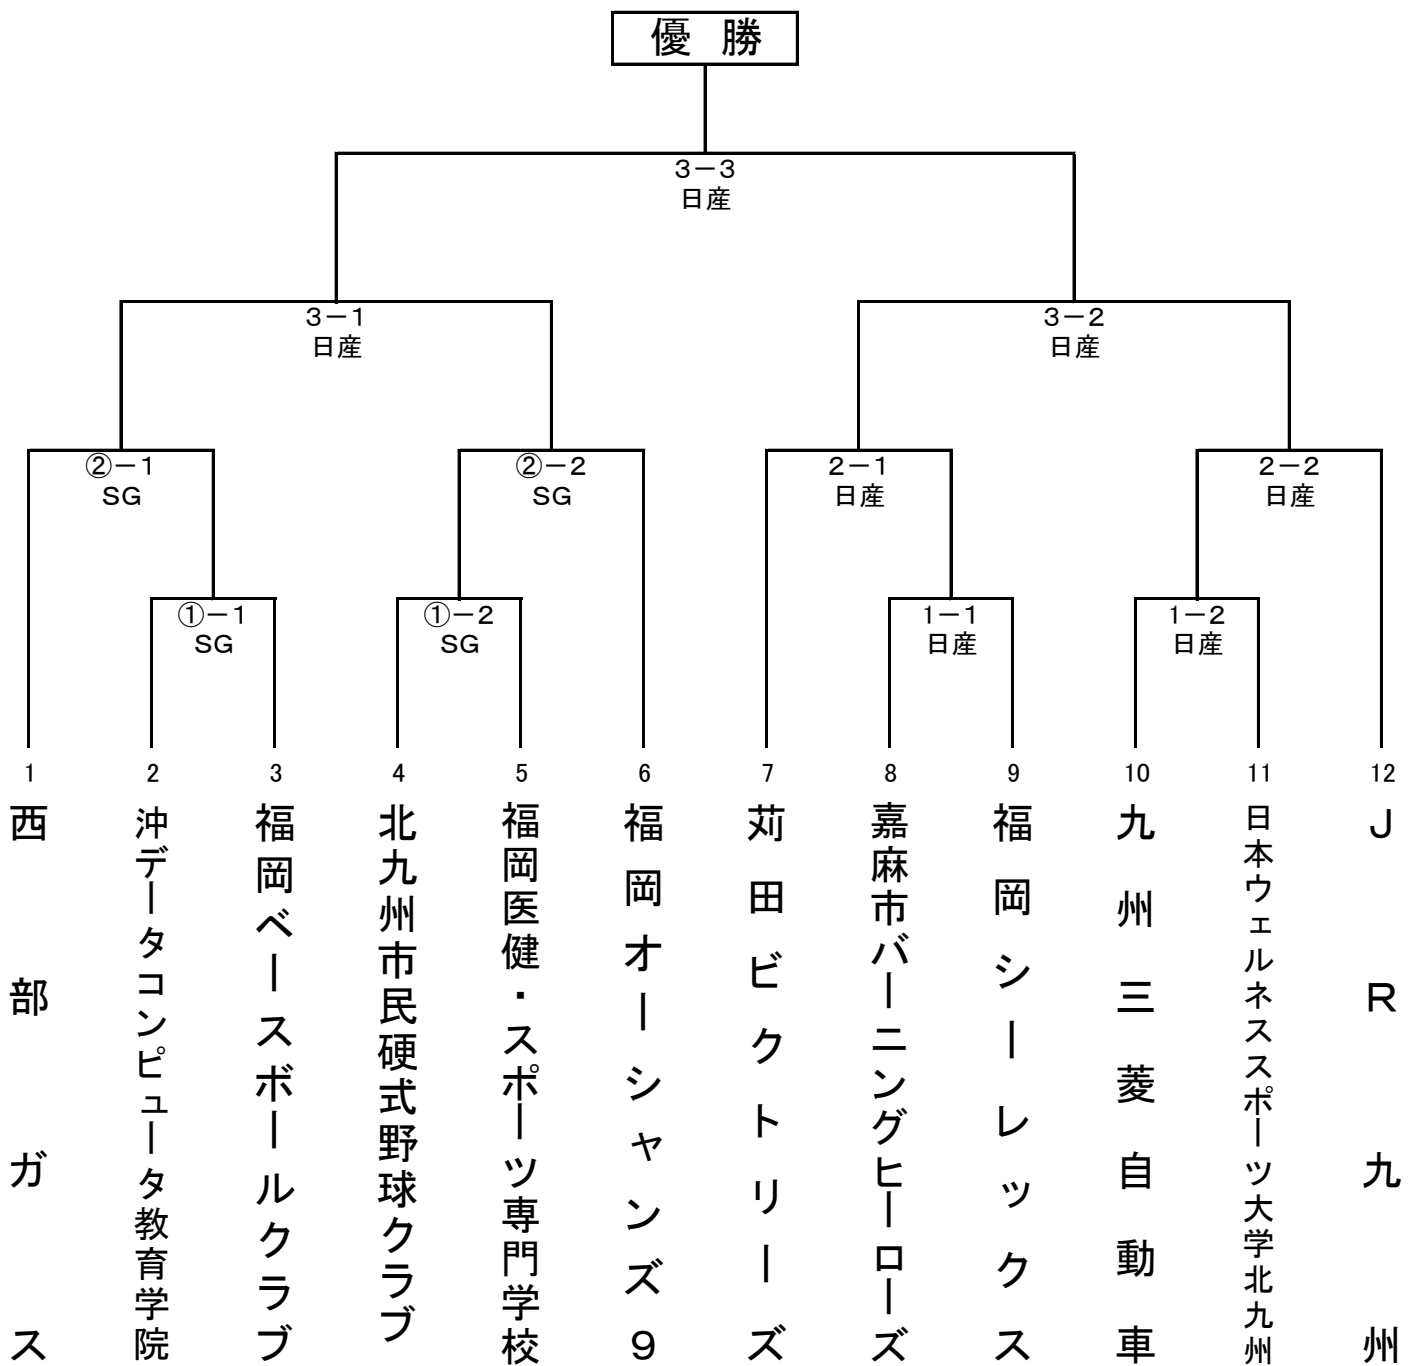 優 勝
3－3
日産
3－1
日産
3－2
日産
②－1
SG
②－2
SG
2－1
日産
2－2
日産
①－1
SG
①－2
SG
1－1
日産
1－2
日産
1
2
3
4
5
6
7
8
9
10
11
12
西部ガス
沖データコンピュータ教育学院
福岡ベースボールクラブ
北九州市民硬式野球クラブ
福岡医健・スポーツ専門学校
福岡オーシャンズ９
苅田ビクトリーズ
嘉麻市バーニングヒーローズ
福岡シーレックス
九州三菱自動車
日本ウェルネススポーツ大学北九州
ＪＲ九州